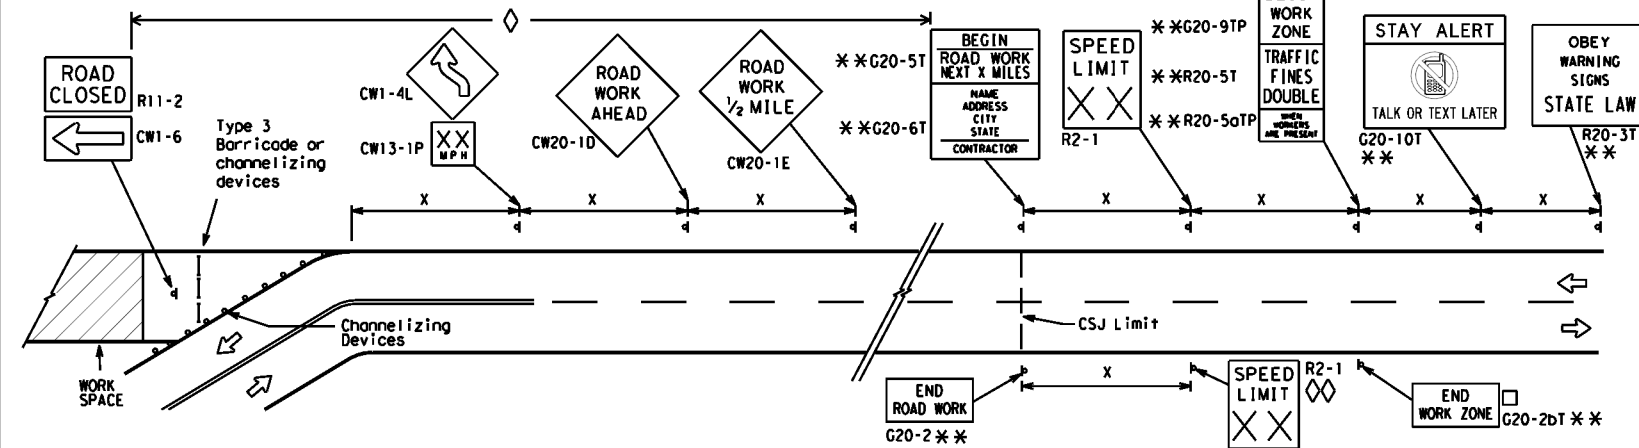 ROAD
CLOSED
R11-2
CW1-6
Type 3
Barricade or
channelizing
devices
CW1-4L
CW13-1P
XX
MPH
ROAD
WORK
AHEAD
CW20-1D
ROAD
WORK
1/2 MILE
CW20-1E
**G20-5T
**G20-6T
BEGIN
ROAD WORK
NEXT X MILES
NAME
ADDRESS
CITY
STATE
CONTRACTOR
SPEED
LIMIT
XX
R2-1
**G20-9TP
**R20-5T
**R20-5aTP
WORK
ZONE
TRAFFIC
FINES
DOUBLE
WHEN
WORKERS
ARE PRESENT
STAY ALERT
TALK OR TEXT LATER
G20-10T
**
OBEY
WARNING
SIGNS
STATE LAW
R20-3T
**
X X X X X X X
Channelizing
Devices
CSJ Limit
WORK
SPACE
END
ROAD WORK
G20-2**
X
SPEED
LIMIT
XX
R2-1
END
WORK ZONE
G20-2bT **